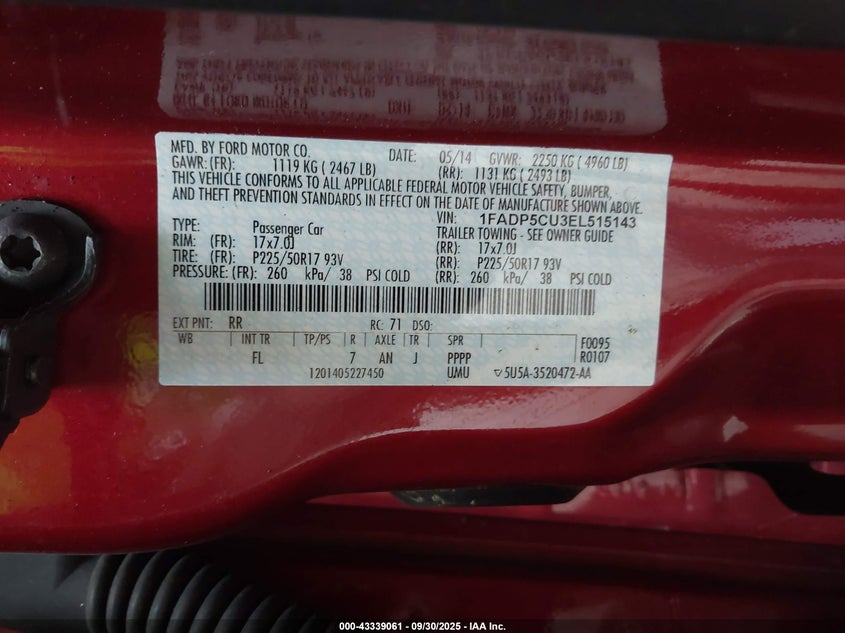 MFD. BY FORD MOTOR CO. DATE: 05/14 GVWR: 2250 KG ( 4960 LB)
GAWR: (FR): 1119 KG ( 2467 LB) (RR): 1131 KG ( 2493 LB)
THIS VEHICLE CONFORMS TO ALL APPLICABLE FEDERAL MOTOR VEHICLE SAFETY, BUMPER,
AND THEFT PREVENTION STANDARDS IN EFFECT ON THE DATE OF MANUFACTURE SHOWN ABOVE.
VIN: 1FADP5CU3EL515143
TYPE: Passenger Car TRAILER TOWING - SEE OWNER GUIDE
RIM: (FR): 17x7.0J (RR): 17x7.0J
TIRE: (FR): P225/50R17 93V (RR): P225/50R17 93V
PRESSURE: (FR): 260 kPa/ 38 PSI COLD (RR): 260 kPa/ 38 PSI COLD
EXT PNT: RR RC: 71 DSO:
WB INT TR TP/PS R AXLE TR SPR F0095
FL 7 AN J PPPP R0107
1201405227450 UMU ▽5U5A-3520472-AA
000-43339061 - 09/30/2025 - IAA Inc.